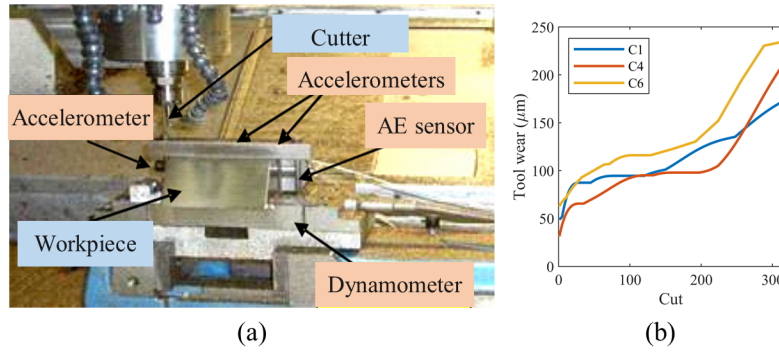 Cutter
Accelerometers
Accelerometer
AE sensor
Workpiece
Dynamometer
(a)
250
200
150
100
50
0
Tool wear (μm)
C1
C4
C6
0
100
200
300
Cut
(b)